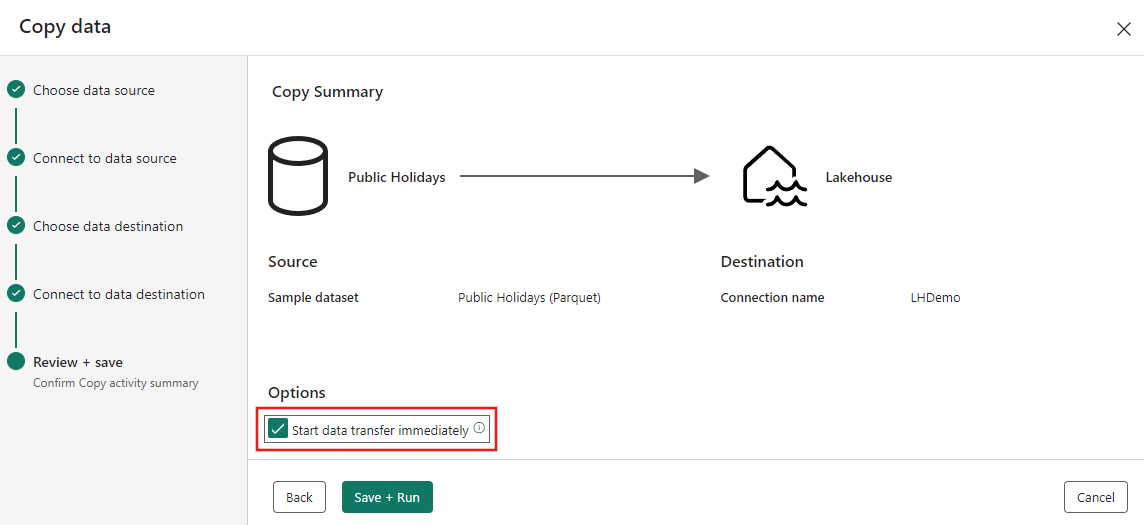 Copy data
Choose data source
Connect to data source
Choose data destination
Connect to data destination
Review + save
Confirm Copy activity summary
Copy Summary
Public Holidays
Lakehouse
Source
Sample dataset
Public Holidays (Parquet)
Destination
Connection name
LHDemo
Options
Start data transfer immediately
Back
Save + Run
Cancel